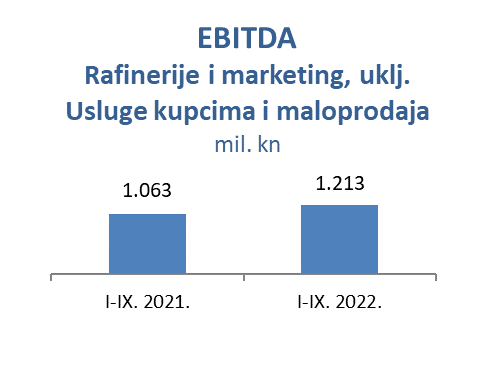 EBITDA
Rafinerije i marketing, uklj.
Usluge kupcima i maloprodaja
mil. kn
1.063
1.213
I-IX. 2021.
I-IX. 2022.